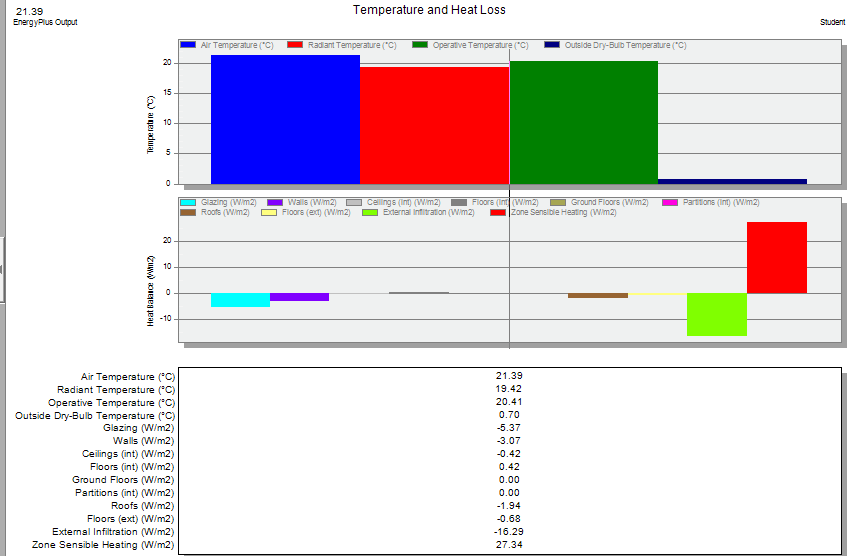 21.39
EnergyPlus Output
Temperature and Heat Loss
Student
Air Temperature (°C) Radiant Temperature (°C) Operative Temperature (°C) Outside Dry-Bulb Temperature (°C)
Temperature (°C)
20
15
10
5
0
Glazing (W/m2) Walls (W/m2) Ceilings (int) (W/m2) Floors (int) (W/m2) Ground Floors (W/m2) Partitions (int) (W/m2)
Roofs (W/m2) Floors (ext) (W/m2) External Infiltration (W/m2) Zone Sensible Heating (W/m2)
Heat Balance (W/m2)
20
10
0
-10
Air Temperature (°C) 21.39
Radiant Temperature (°C) 19.42
Operative Temperature (°C) 20.41
Outside Dry-Bulb Temperature (°C) 0.70
Glazing (W/m2) -5.37
Walls (W/m2) -3.07
Ceilings (int) (W/m2) -0.42
Floors (int) (W/m2) 0.42
Ground Floors (W/m2) 0.00
Partitions (int) (W/m2) 0.00
Roofs (W/m2) -1.94
Floors (ext) (W/m2) -0.68
External Infiltration (W/m2) -16.29
Zone Sensible Heating (W/m2) 27.34